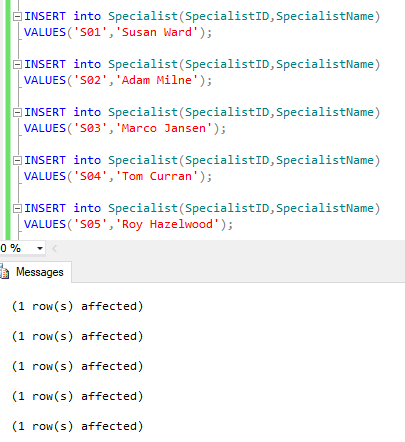 INSERT into Specialist(SpecialistID,SpecialistName)
VALUES('S01','Susan Ward');
INSERT into Specialist(SpecialistID,SpecialistName)
VALUES('S02','Adam Milne');
INSERT into Specialist(SpecialistID,SpecialistName)
VALUES('S03','Marco Jansen');
INSERT into Specialist(SpecialistID,SpecialistName)
VALUES('S04','Tom Curran');
INSERT into Specialist(SpecialistID,SpecialistName)
VALUES('S05','Roy Hazelwood');
0 %
Messages
(1 row(s) affected)
(1 row(s) affected)
(1 row(s) affected)
(1 row(s) affected)
(1 row(s) affected)